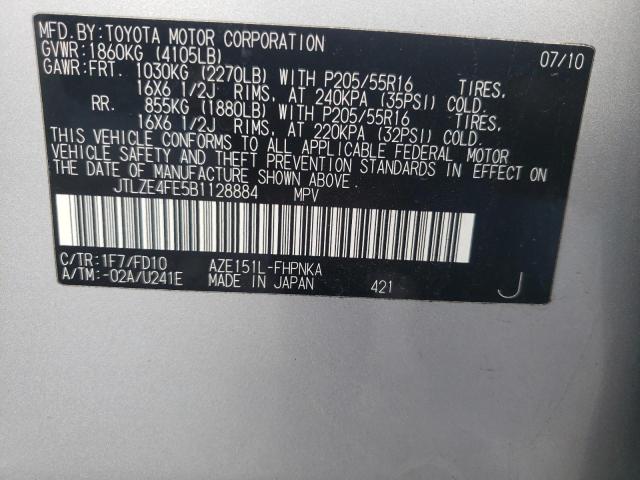 MFD.BY:TOYOTA MOTOR CORPORATION 07/10
GVWR:1860KG (4105LB)
GAWR:FRT. 1030KG (2270LB) WITH P205/55R16 TIRES,
16X6 1/2J RIMS, AT 240KPA (35PSI) COLD.
RR. 855KG (1880LB) WITH P205/55R16 TIRES,
16X6 1/2J RIMS, AT 220KPA (32PSI) COLD.
THIS VEHICLE CONFORMS TO ALL APPLICABLE FEDERAL MOTOR
VEHICLE SAFETY AND THEFT PREVENTION STANDARDS IN EFFECT ON
THE DATE OF MANUFACTURE SHOWN ABOVE.
JTLZE4FE5B1128884 MPV
C/TR:1F7/FD10 AZE151L-FHPNKA
A/TM:-02A/U241E MADE IN JAPAN 421 J